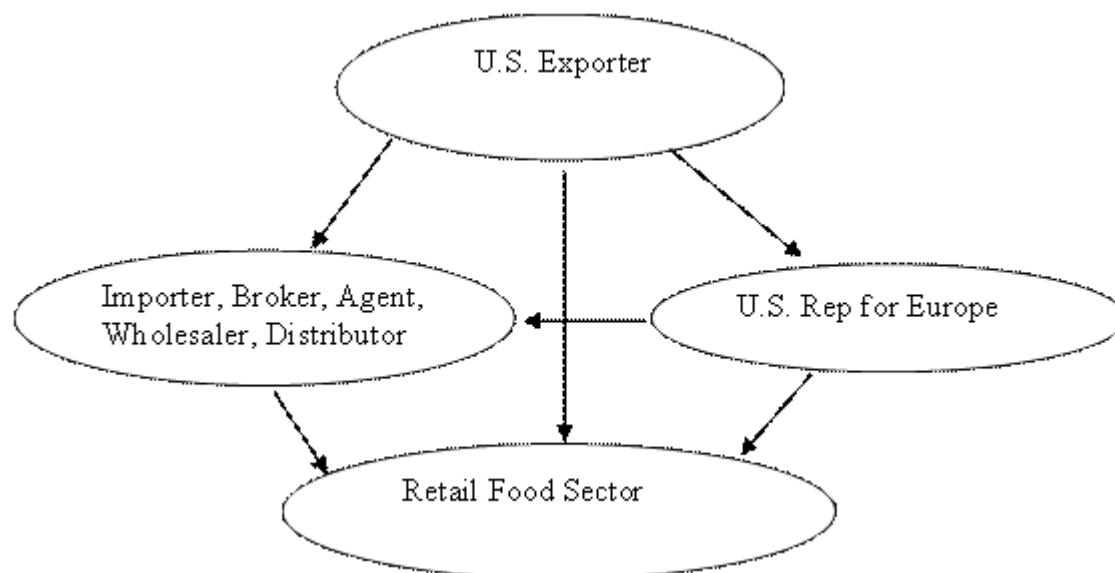 U.S. Exporter
Importer, Broker, Agent,
Wholesaler, Distributor
U.S. Rep for Europe
Retail Food Sector